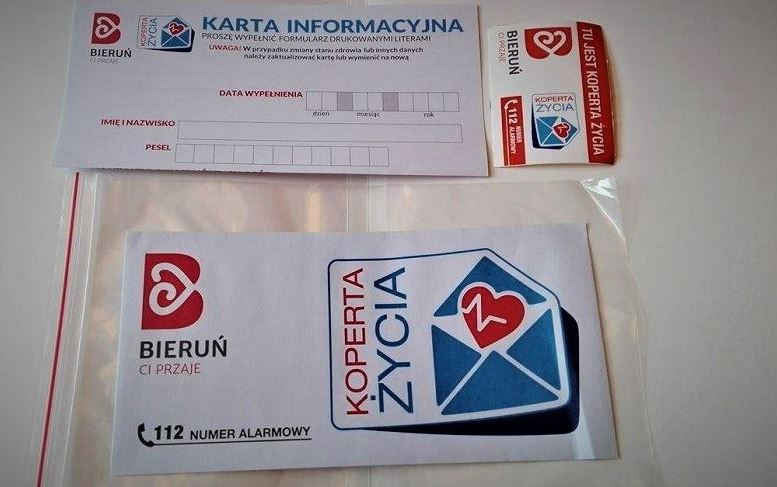 BIERUŃ
CI PRZAJE
KOPERTA
ŻYCIA
KARTA INFORMACYJNA
PROSZĘ WYPEŁNIĆ FORMULARZ DRUKOWANYMI LITERAMI
UWAGA! W przypadku zmiany stanu zdrowia lub innych danych
należy zaktualizować kartę lub wymienić na nową
DATA WYPEŁNIENIA
dzień miesiąc rok
IMIĘ I NAZWISKO
PESEL
BIERUŃ
CI PRZAJE
TU JEST KOPERTA ŻYCIA
KOPERTA
ŻYCIA
112 NUMER
ALARMOWY
BIERUŃ
CI PRZAJE
112 NUMER ALARMOWY
KOPERTA
ŻYCIA